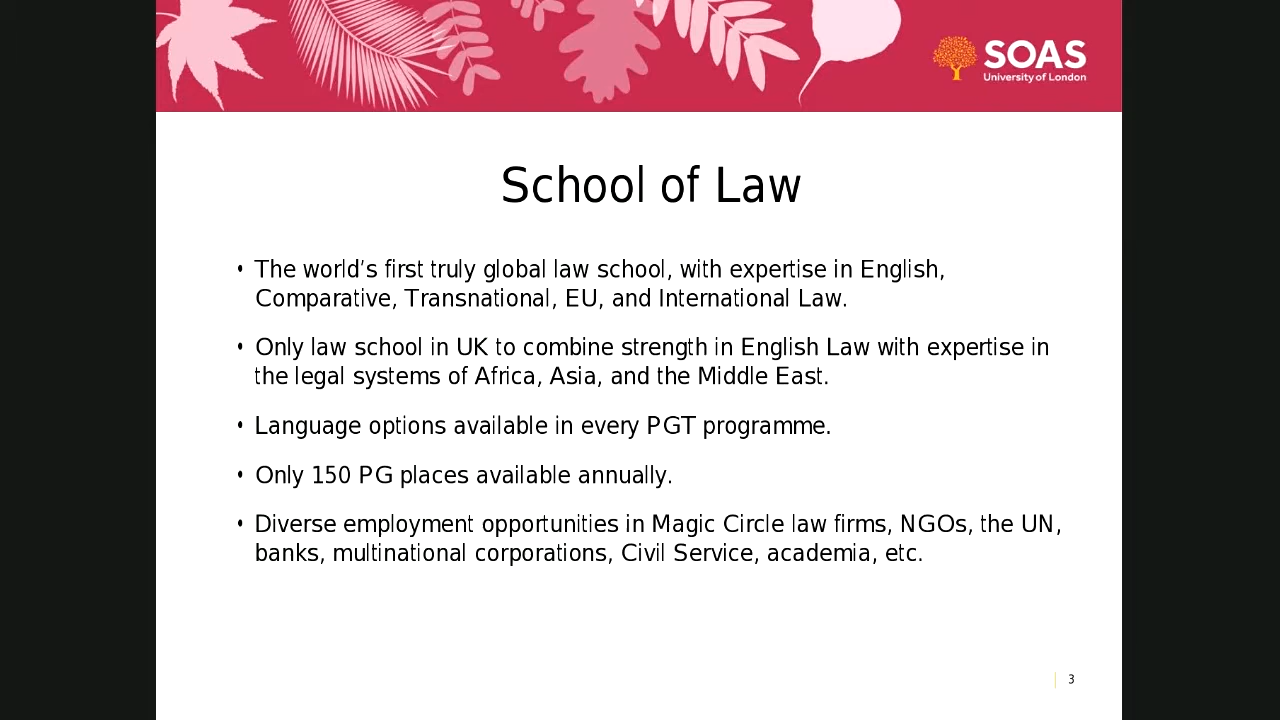 SOAS
University of London
School of Law
• The world’s first truly global law school, with expertise in English,
Comparative, Transnational, EU, and International Law.
• Only law school in UK to combine strength in English Law with expertise in
the legal systems of Africa, Asia, and the Middle East.
• Language options available in every PGT programme.
• Only 150 PG places available annually.
• Diverse employment opportunities in Magic Circle law firms, NGOs, the UN,
banks, multinational corporations, Civil Service, academia, etc.
3